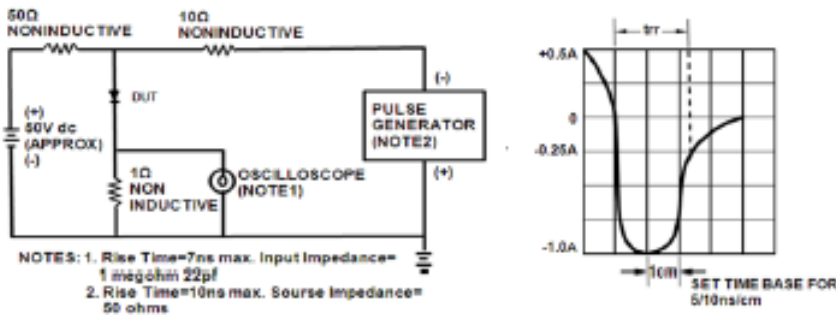 50Ω
NONINDUCTIVE
10Ω
NONINDUCTIVE
DUT
(+)
50V dc
(APPROX)
(-)
1Ω
NON
INDUCTIVE
OSCILLOSCOPE
(NOTE1)
(-)
PULSE
GENERATOR
(NOTE2)
(+)
NOTES: 1. Rise Time=7ns max. Input Impedance=
1 megohm 22pf
2. Rise Time=10ns max. Sourse Impedance=
50 ohms
trr
+0.5A
0
-0.25A
-1.0A
1cm
SET TIME BASE FOR
5/10ns/cm